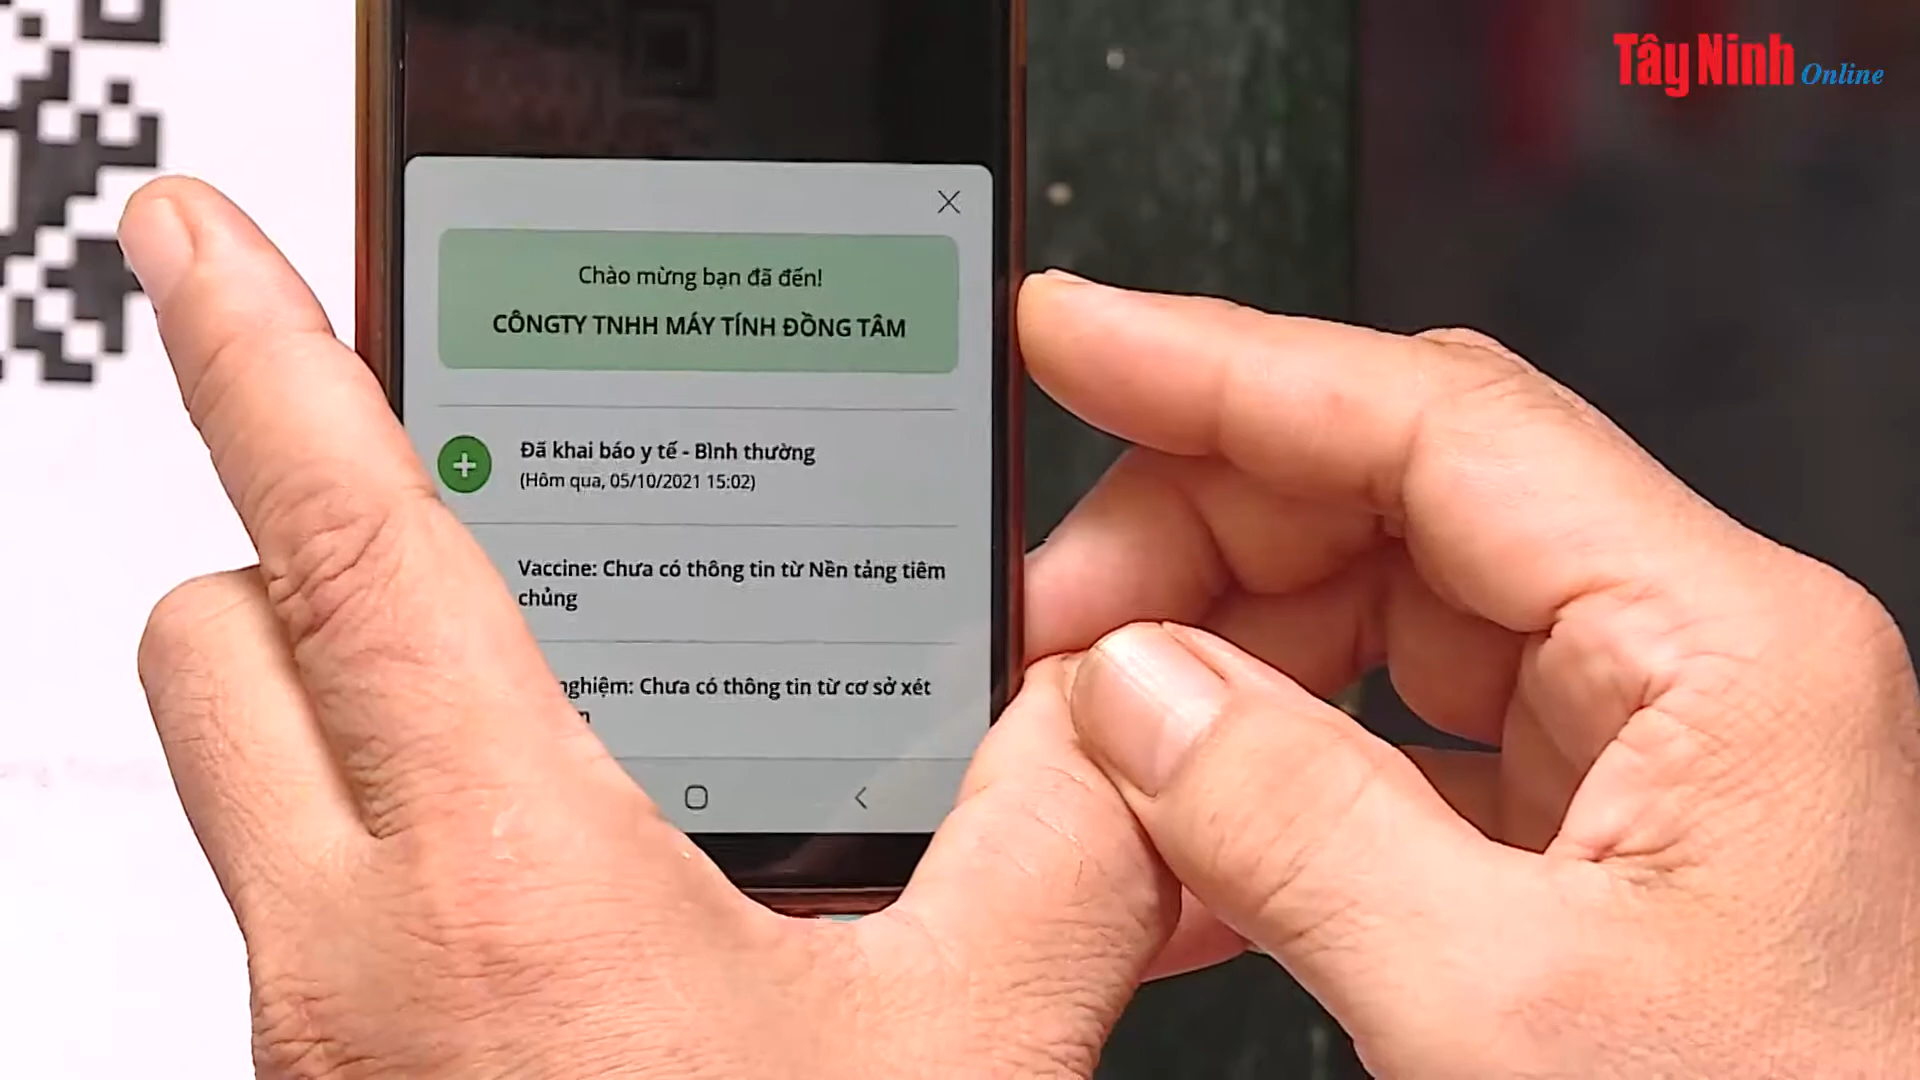 Tây Ninh Online
Chào mừng bạn đã đến!
CÔNGTY TNHH MÁY TÍNH ĐỒNG TÂM
Đã khai báo y tế - Bình thường
(Hôm qua, 05/10/2021 15:02)
Vaccine: Chưa có thông tin từ Nền tảng tiêm
chủng
nghiệm: Chưa có thông tin từ cơ sở xét